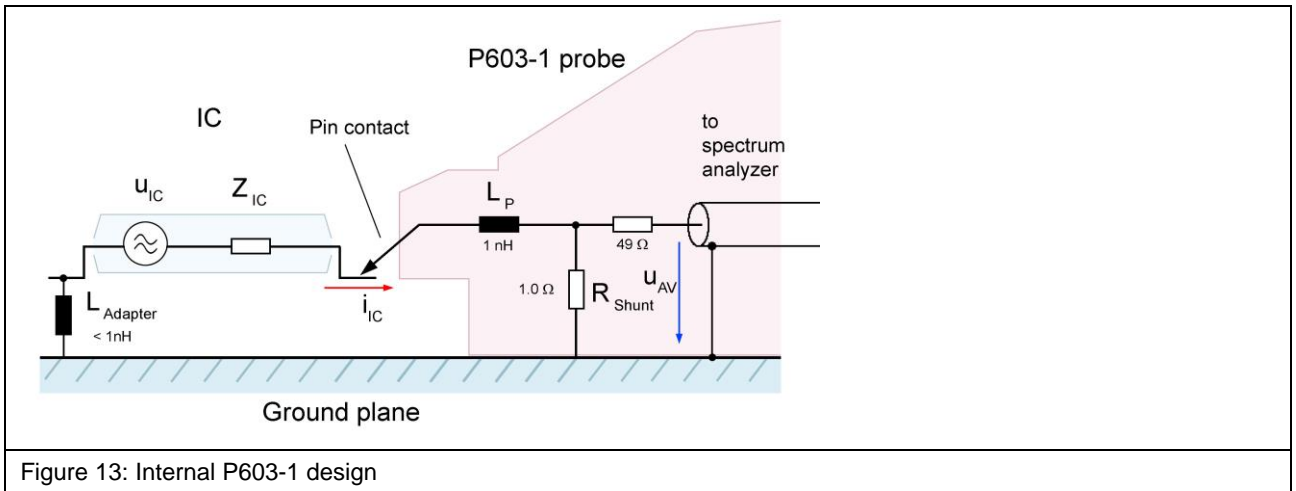 P603-1 probe
IC
Pin contact
to
spectrum
analyzer
u IC
Z IC
L P
1 nH
49 Ω
L Adapter
< 1nH
i IC
1.0 Ω
R Shunt
u AV
Ground plane
Figure 13: Internal P603-1 design